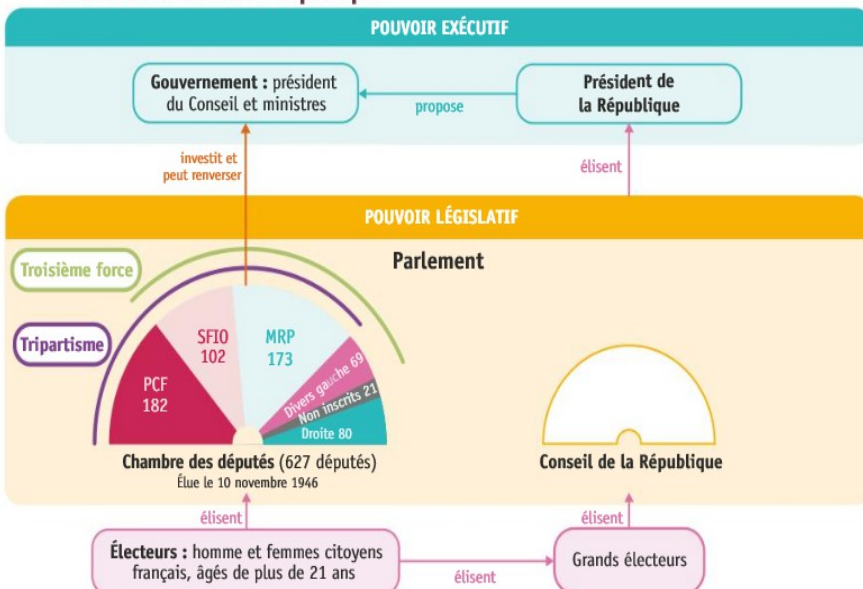 POUVOIR EXÉCUTIF
Gouvernement : président
du Conseil et ministres
propose
Président de
la République
investit et
peut renverser
élisent
POUVOIR LÉGISLATIF
Parlement
Troisième force
Tripartisme
PCF
182
SFIO
102
MRP
173
Divers gauche 69
Non inscrits 21
Droite 80
Chambre des députés (627 députés)
Élue le 10 novembre 1946
Conseil de la République
élisent
élisent
Électeurs : homme et femmes citoyens
français, âgés de plus de 21 ans
élisent
Grands électeurs